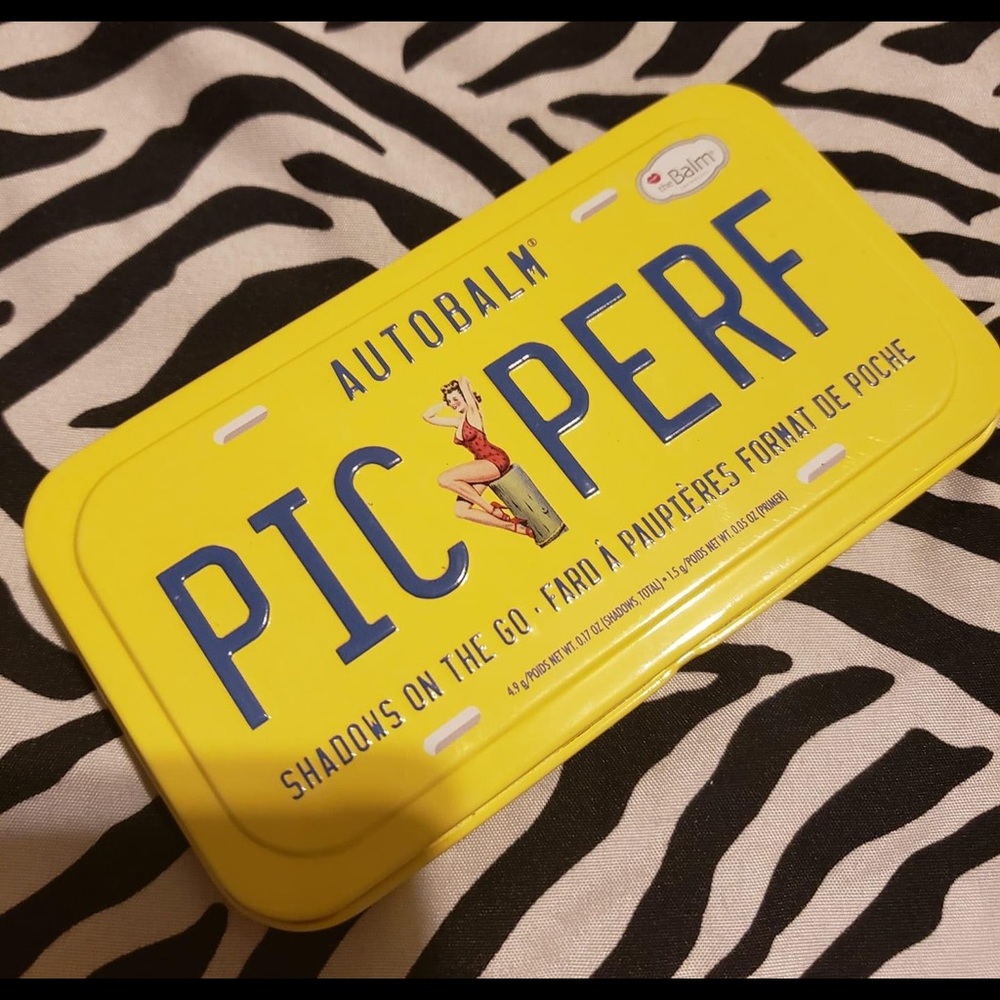 theBalm®
AUTOBALM®
PIC PERF
SHADOWS ON THE GO · FARD À PAUPIÈRES FORMAT DE POCHE
4.9 g/POIDS NET WT. 0.17 OZ (SHADOWS, TOTAL) • 1.5 g/POIDS NET WT. 0.05 OZ (PRIMER)